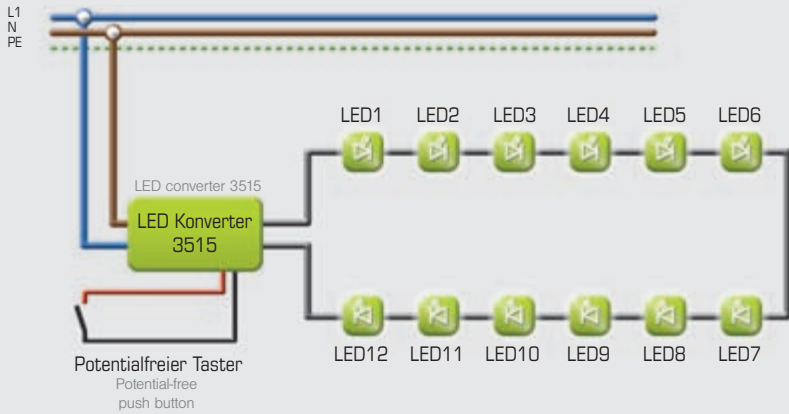 L1
N
PE
LED1 LED2 LED3 LED4 LED5 LED6
LED converter 3515
LED Konverter
3515
LED12 LED11 LED10 LED9 LED8 LED7
Potentialfreier Taster
Potential-free
push button